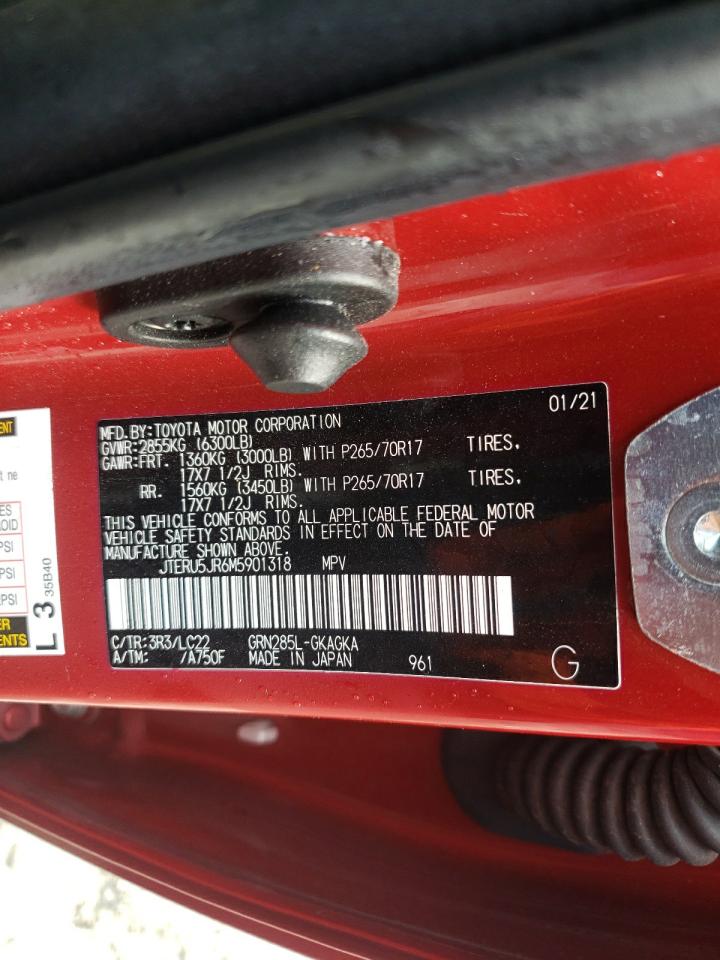 MFD.BY:TOYOTA MOTOR CORPORATION 01/21
GVWR:2855KG (6300LB)
GAWR:FRT. 1360KG (3000LB) WITH P265/70R17 TIRES.
17X7 1/2J RIMS.
RR. 1560KG (3450LB) WITH P265/70R17 TIRES.
17X7 1/2J RIMS.
THIS VEHICLE CONFORMS TO ALL APPLICABLE FEDERAL MOTOR
VEHICLE SAFETY STANDARDS IN EFFECT ON THE DATE OF
MANUFACTURE SHOWN ABOVE.
JTERU5JR6M5901318 MPV
C/TR:3R3/LC22 GRN285L-GKAGKA
A/TM: /A750F MADE IN JAPAN 961 G
ne
PSI
PSI
PSI
L 3 35B40